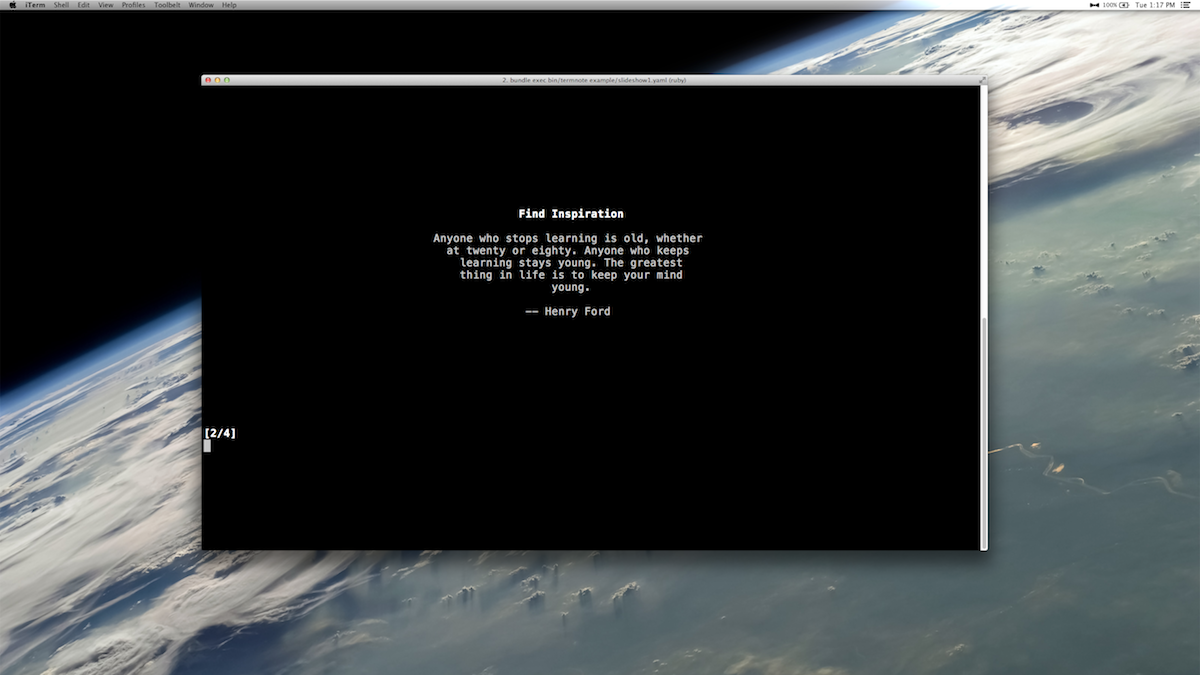 iTerm Shell Edit View Profiles Toolbelt Window Help 100% Tue 1:17 PM
2. bundle exec bin/termnote example/slideshow1.yaml (ruby)
Find Inspiration
Anyone who stops learning is old, whether
at twenty or eighty. Anyone who keeps
learning stays young. The greatest
thing in life is to keep your mind
young.
-- Henry Ford
[2/4]